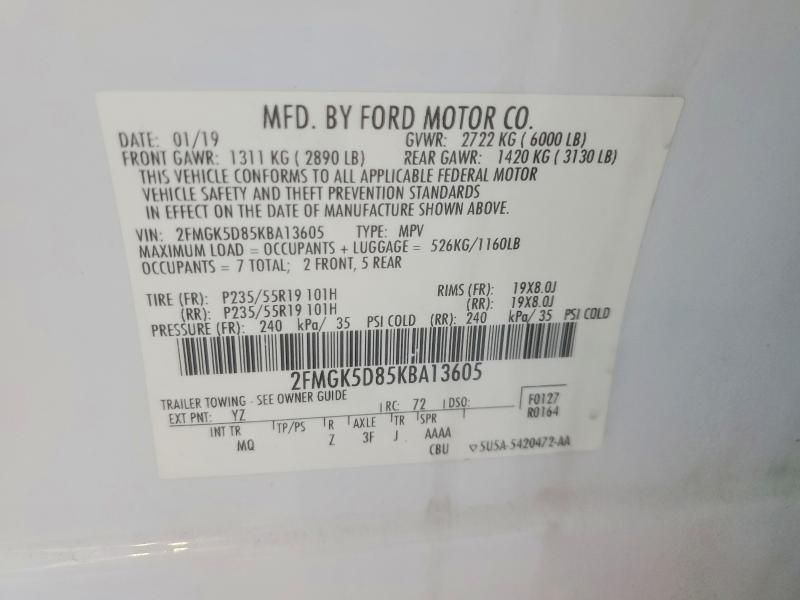 MFD. BY FORD MOTOR CO.
DATE: 01/19 GVWR: 2722 KG ( 6000 LB)
FRONT GAWR: 1311 KG ( 2890 LB) REAR GAWR: 1420 KG ( 3130 LB)
THIS VEHICLE CONFORMS TO ALL APPLICABLE FEDERAL MOTOR
VEHICLE SAFETY AND THEFT PREVENTION STANDARDS
IN EFFECT ON THE DATE OF MANUFACTURE SHOWN ABOVE.
VIN: 2FMGK5D85KBA13605 TYPE: MPV
MAXIMUM LOAD = OCCUPANTS + LUGGAGE = 526KG/1160LB
OCCUPANTS = 7 TOTAL; 2 FRONT, 5 REAR
TIRE (FR): P235/55R19 101H RIMS (FR): 19X8.0J
(RR): P235/55R19 101H (RR): 19X8.0J
PRESSURE (FR): 240 kPa/ 35 PSI COLD (RR): 240 kPa/ 35 PSI COLD
2FMGK5D85KBA13605
TRAILER TOWING - SEE OWNER GUIDE
EXT PNT: YZ RC: 72 DSO: F0127
R0164
INT TR TP/PS R AXLE TR SPR
MQ Z 3F J AAAA
CBU 5U5A-5420472-AA